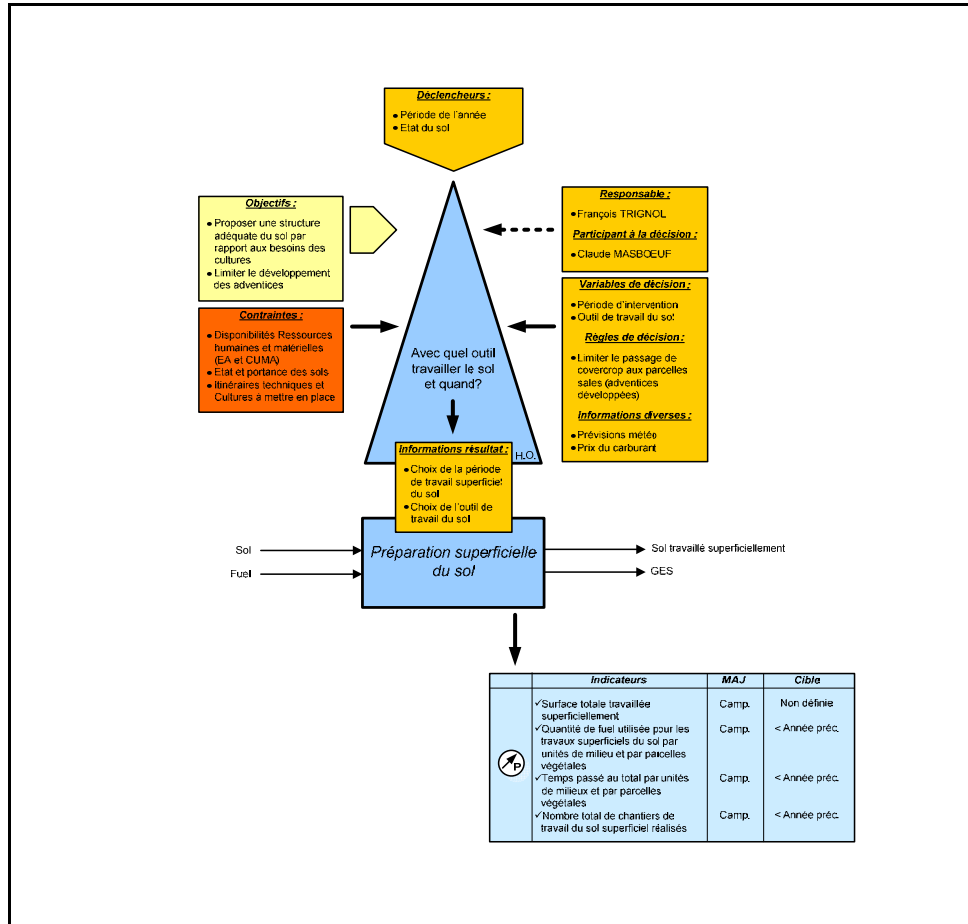 Déclencheurs :
● Période de l'année
● Etat du sol
Objectifs :
● Proposer une structure
adéquate du sol par
rapport aux besoins des
cultures
● Limiter le développement
des adventices
Contraintes :
● Disponibilités Ressources
humaines et matérielles
(EA et CUMA)
● Etat et portance des sols
● Itinéraires techniques et
Cultures à mettre en place
Responsable :
● François TRIGNOL
Participant à la décision :
● Claude MASBŒUF
Variables de décision :
● Période d'intervention
● Outil de travail du sol
Règles de décision :
● Limiter le passage de
covercrop aux parcelles
sales (adventices
développées)
Informations diverses :
● Prévisions météo
● Prix du carburant
Avec quel outil
travailler le sol
et quand?
H.O.
Informations résultat :
● Choix de la période
de travail superficiel
du sol
● Choix de l'outil de
travail du sol
Sol
Fuel
Préparation superficielle
du sol
Sol travaillé superficiellement
GES
Indicateurs MAJ Cible
✓Surface totale travaillée Camp. Non définie
superficiellement
✓Quantité de fuel utilisée pour les Camp. < Année préc.
travaux superficiels du sol par
unités de milieu et par parcelles
végétales
✓Temps passé au total par unités Camp. < Année préc.
de milieux et par parcelles
végétales
✓Nombre total de chantiers de Camp. < Année préc.
travail du sol superficiel réalisés
P